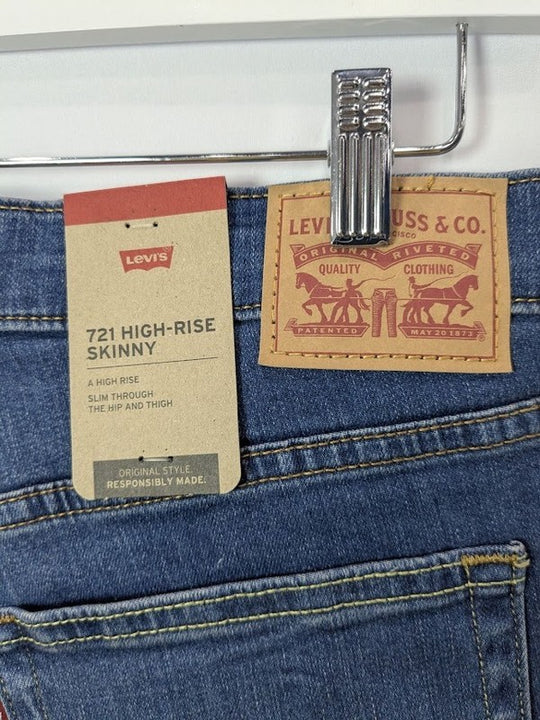 LEVI'S
721 HIGH-RISE
SKINNY
A HIGH RISE
SLIM THROUGH
THE HIP AND THIGH
ORIGINAL STYLE.
RESPONSIBLY MADE.
& CO.
ORIGINAL RIVETED
QUALITY CLOTHING
PATENTED MAY 20 1873